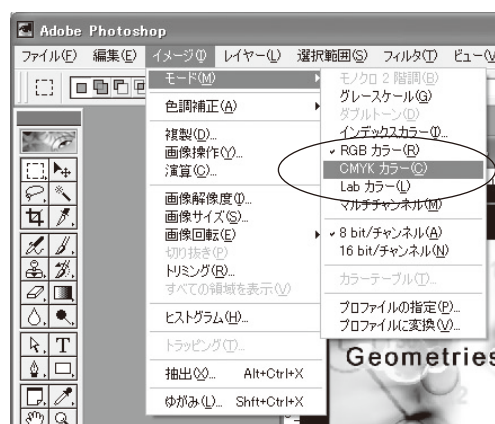 Adobe Photoshop
ファイル(F) 編集(E) イメージ(I) レイヤー(L) 選択範囲(S) フィルタ(T) ビュー(V
モード(M)
色調補正(A)
複製(D)...
画像操作(Y)...
演算(C)...
画像解像度(I)...
画像サイズ(S)...
画像回転(E)
切り抜き(P)
トリミング(R)...
すべての領域を表示(V)
ヒストグラム(H)...
トラッピング(T)...
抽出(X)... Alt+Ctrl+X
ゆがみ(L)... Shft+Ctrl+X
モノクロ 2 階調(B)
グレースケール(G)
ダブルトーン(D)
インデックスカラー(I)...
RGB カラー(R)
CMYK カラー(C)
Lab カラー(L)
マルチチャンネル(M)
8 bit/チャンネル(A)
16 bit/チャンネル(N)
カラーテーブル(T)...
プロファイルの指定(P)...
プロファイルに変換(V)...
T
Geometries
2